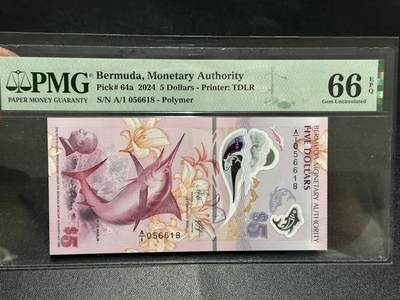 PMG
PAPER MONEY GUARANTY
Bermuda, Monetary Authority
Pick# 64a 2024 5 Dollars - Printer: TDLR
S/N A/1 056618 - Polymer
66 EPQ
Gem Uncirculated
BERMUDA MONETARY AUTHORITY
FIVE DOLLARS
A/1 056618
$5
$5
A/1 056618